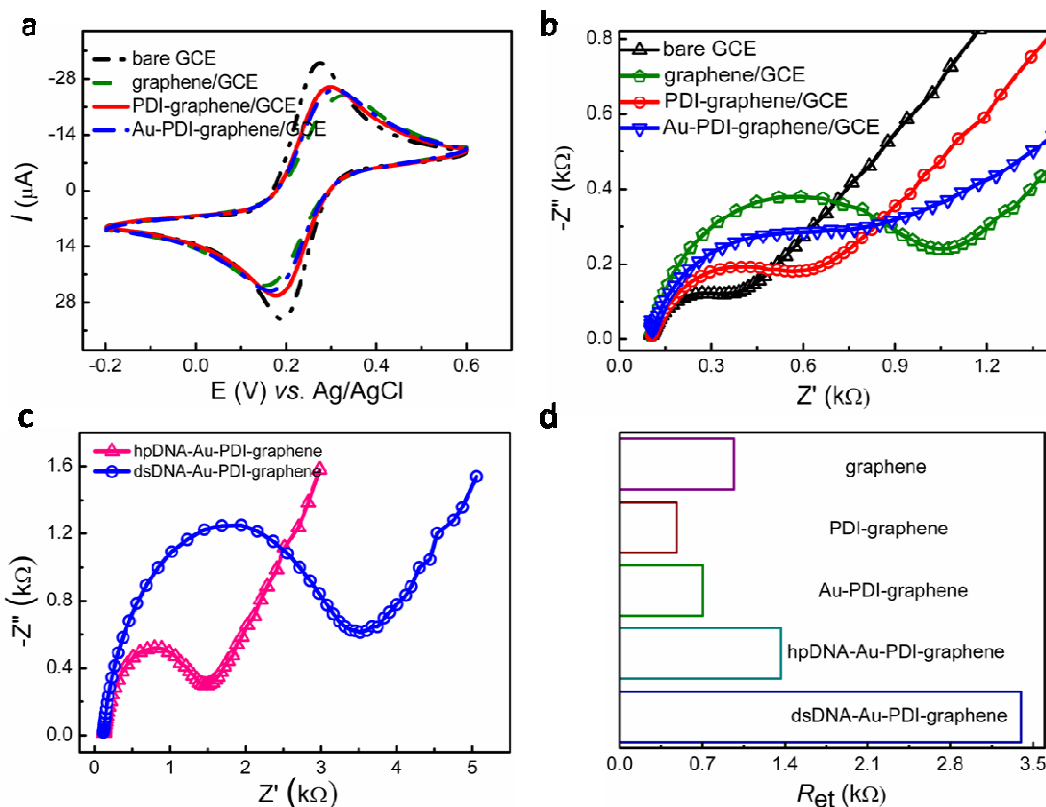 a
bare GCE
graphene/GCE
PDI-graphene/GCE
Au-PDI-graphene/GCE
-28
-14
0
14
28
I (μA)
-0.2 0.0 0.2 0.4 0.6
E (V) vs. Ag/AgCl
b
bare GCE
graphene/GCE
PDI-graphene/GCE
Au-PDI-graphene/GCE
0.8
0.6
0.4
0.2
0.0
-Z" (kΩ)
0.0 0.3 0.6 0.9 1.2
Z' (kΩ)
c
hpDNA-Au-PDI-graphene
dsDNA-Au-PDI-graphene
1.6
1.2
0.8
0.4
0.0
-Z" (kΩ)
0 1 2 3 4 5
Z' (kΩ)
d
graphene
PDI-graphene
Au-PDI-graphene
hpDNA-Au-PDI-graphene
dsDNA-Au-PDI-graphene
0.0 0.7 1.4 2.1 2.8 3.5
Ret (kΩ)